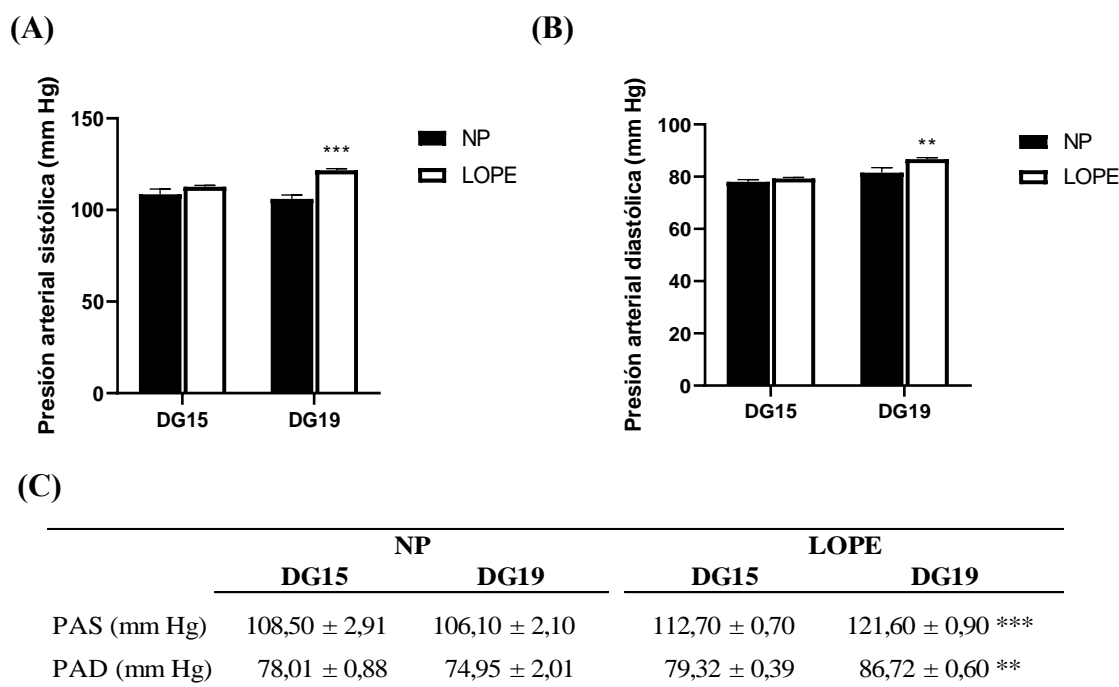 (A)
Presión arterial sistólica (mm Hg)
150
100
50
0
***
DG15 DG19
NP
LOPE
(B)
Presión arterial diastólica (mm Hg)
100
80
60
40
20
0
**
DG15 DG19
NP
LOPE
(C)
NP LOPE
DG15 DG19 DG15 DG19
PAS (mm Hg) 108,50 ± 2,91 106,10 ± 2,10 112,70 ± 0,70 121,60 ± 0,90 ***
PAD (mm Hg) 78,01 ± 0,88 74,95 ± 2,01 79,32 ± 0,39 86,72 ± 0,60 **